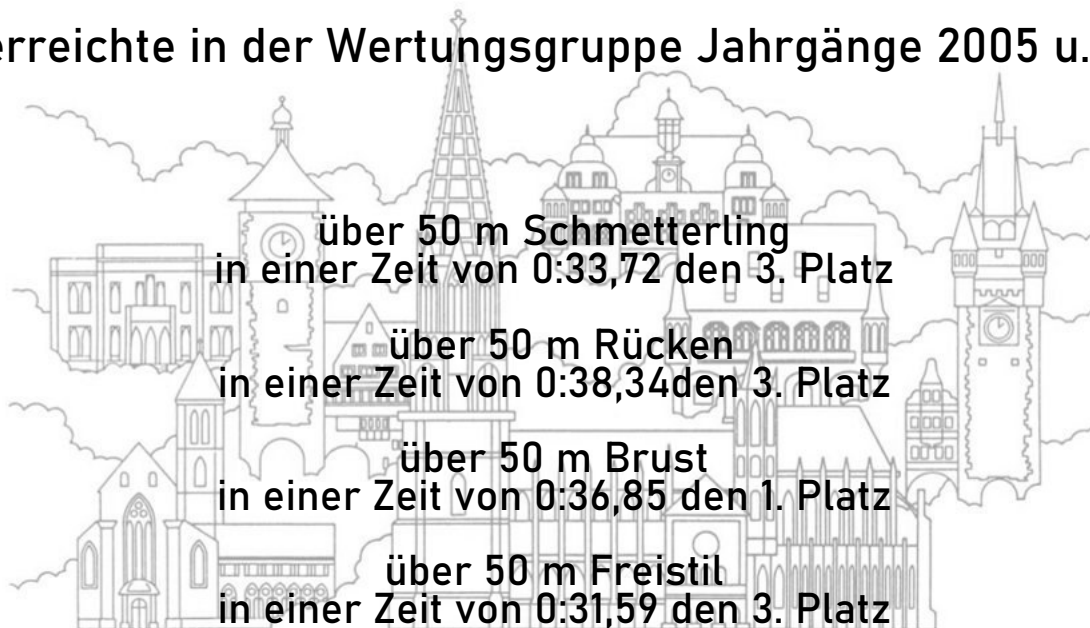 erreichte in der Wertungsgruppe Jahrgänge 2005 u.
über 50 m Schmetterling
in einer Zeit von 0:33,72 den 3. Platz
über 50 m Rücken
in einer Zeit von 0:38,34den 3. Platz
über 50 m Brust
in einer Zeit von 0:36,85 den 1. Platz
über 50 m Freistil
in einer Zeit von 0:31,59 den 3. Platz